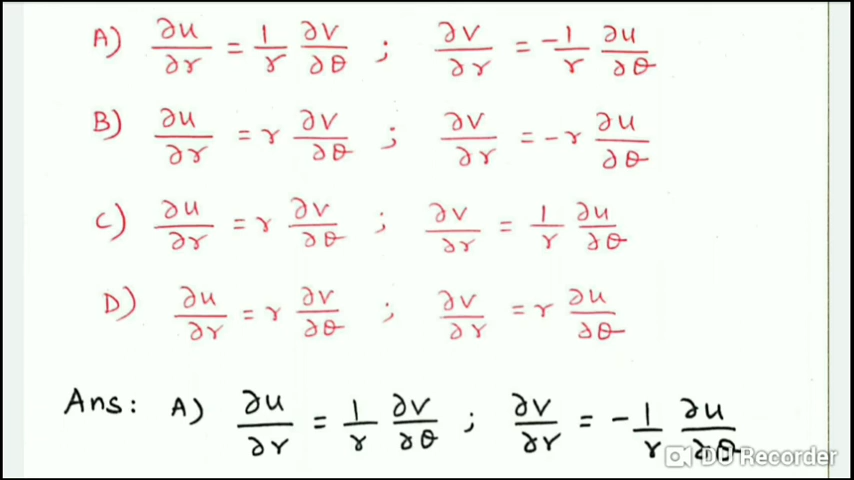 A) ∂u/∂r = 1/r ∂v/∂θ ; ∂v/∂r = -1/r ∂u/∂θ
B) ∂u/∂r = r ∂v/∂θ ; ∂v/∂r = -r ∂u/∂θ
C) ∂u/∂r = r ∂v/∂θ ; ∂v/∂r = 1/r ∂u/∂θ
D) ∂u/∂r = r ∂v/∂θ ; ∂v/∂r = r ∂u/∂θ
Ans: A) ∂u/∂r = 1/r ∂v/∂θ ; ∂v/∂r = -1/r ∂u/∂θ
DU Recorder